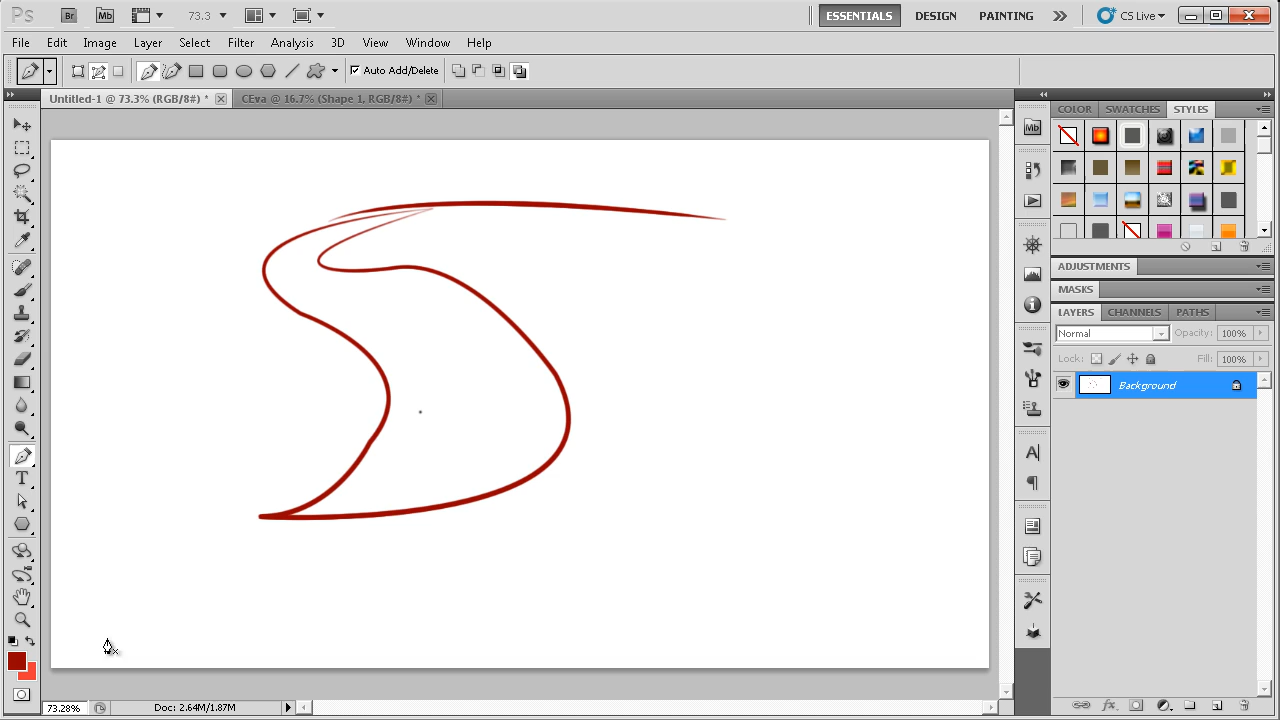 Ps Br Mb 73.3 ESSENTIALS DESIGN PAINTING CS Live
File Edit Image Layer Select Filter Analysis 3D View Window Help
Auto Add/Delete
Untitled-1 @ 73.3% (RGB/8#) * CEva @ 16.7% (Shape 1, RGB/8#) *
COLOR SWATCHES STYLES
Mb
ADJUSTMENTS
MASKS
LAYERS CHANNELS PATHS
Normal Opacity: 100%
Lock: Fill: 100%
Background
A
T
73.28% Doc: 2.64M/1.87M